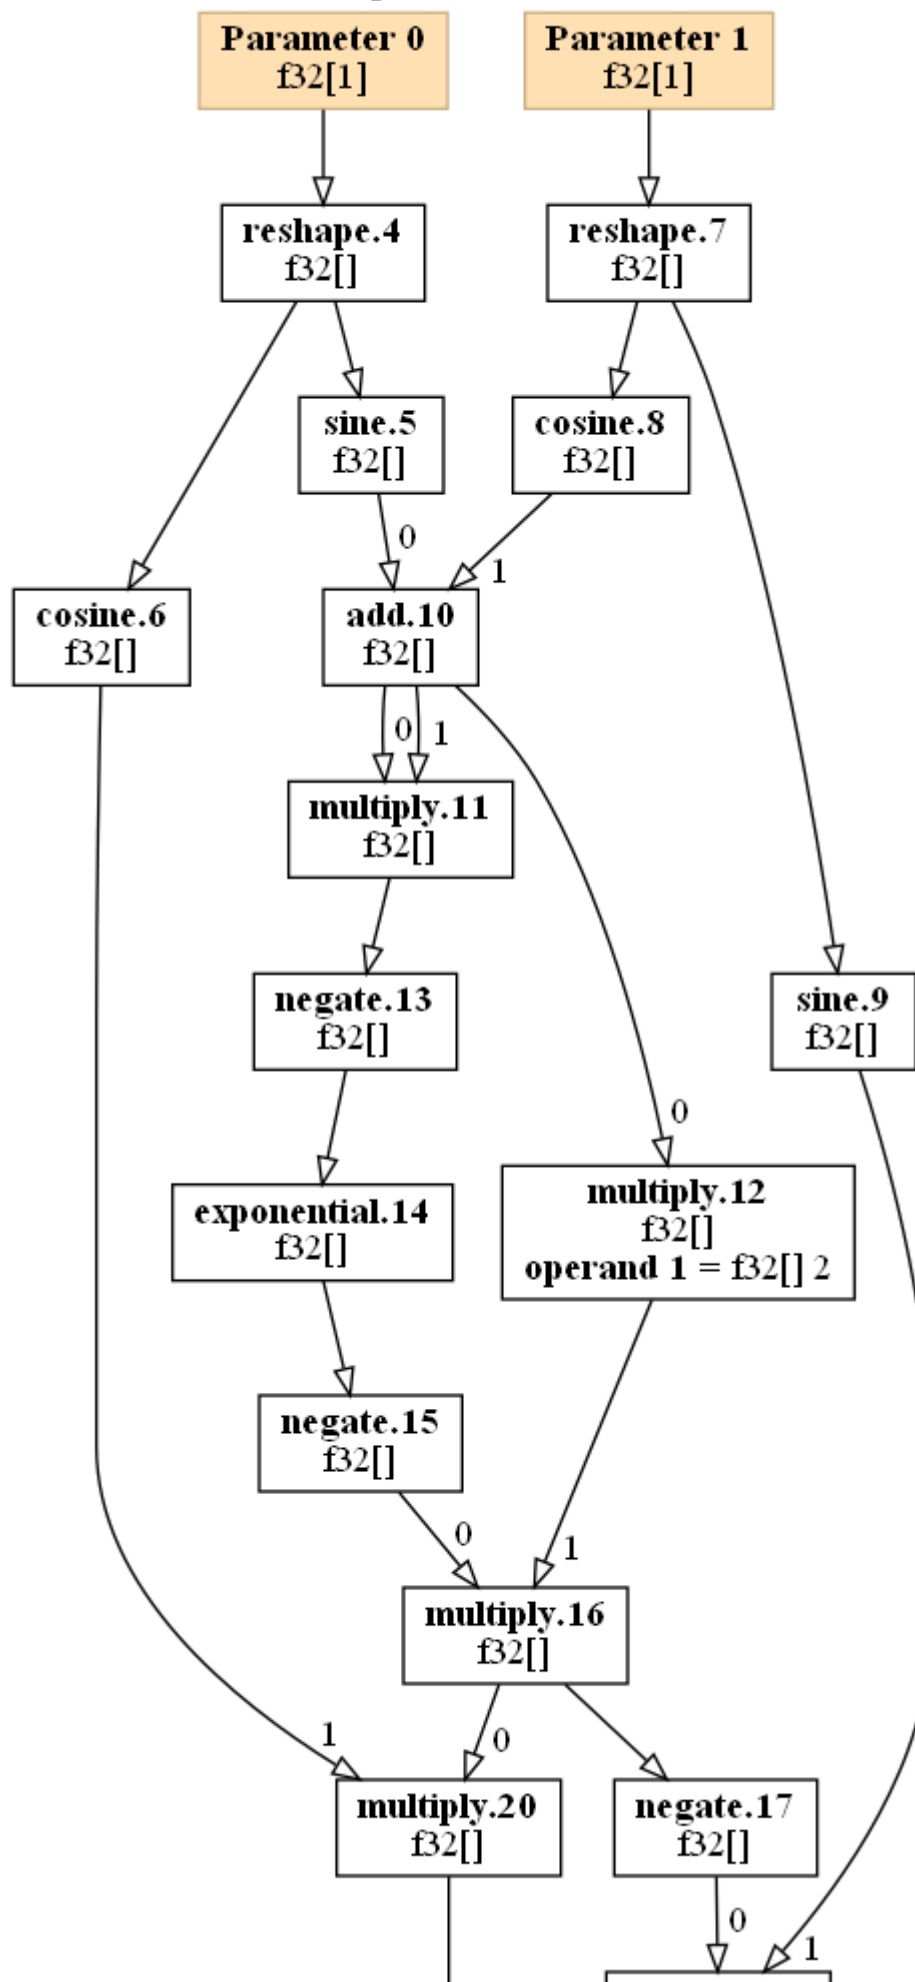 Parameter 0
f32[1]
Parameter 1
f32[1]
reshape.4
f32[]
reshape.7
f32[]
sine.5
f32[]
cosine.8
f32[]
0
1
cosine.6
f32[]
add.10
f32[]
0
1
multiply.11
f32[]
negate.13
f32[]
sine.9
f32[]
0
exponential.14
f32[]
multiply.12
f32[]
operand 1 = f32[] 2
negate.15
f32[]
0
1
multiply.16
f32[]
1
0
multiply.20
f32[]
negate.17
f32[]
0
1